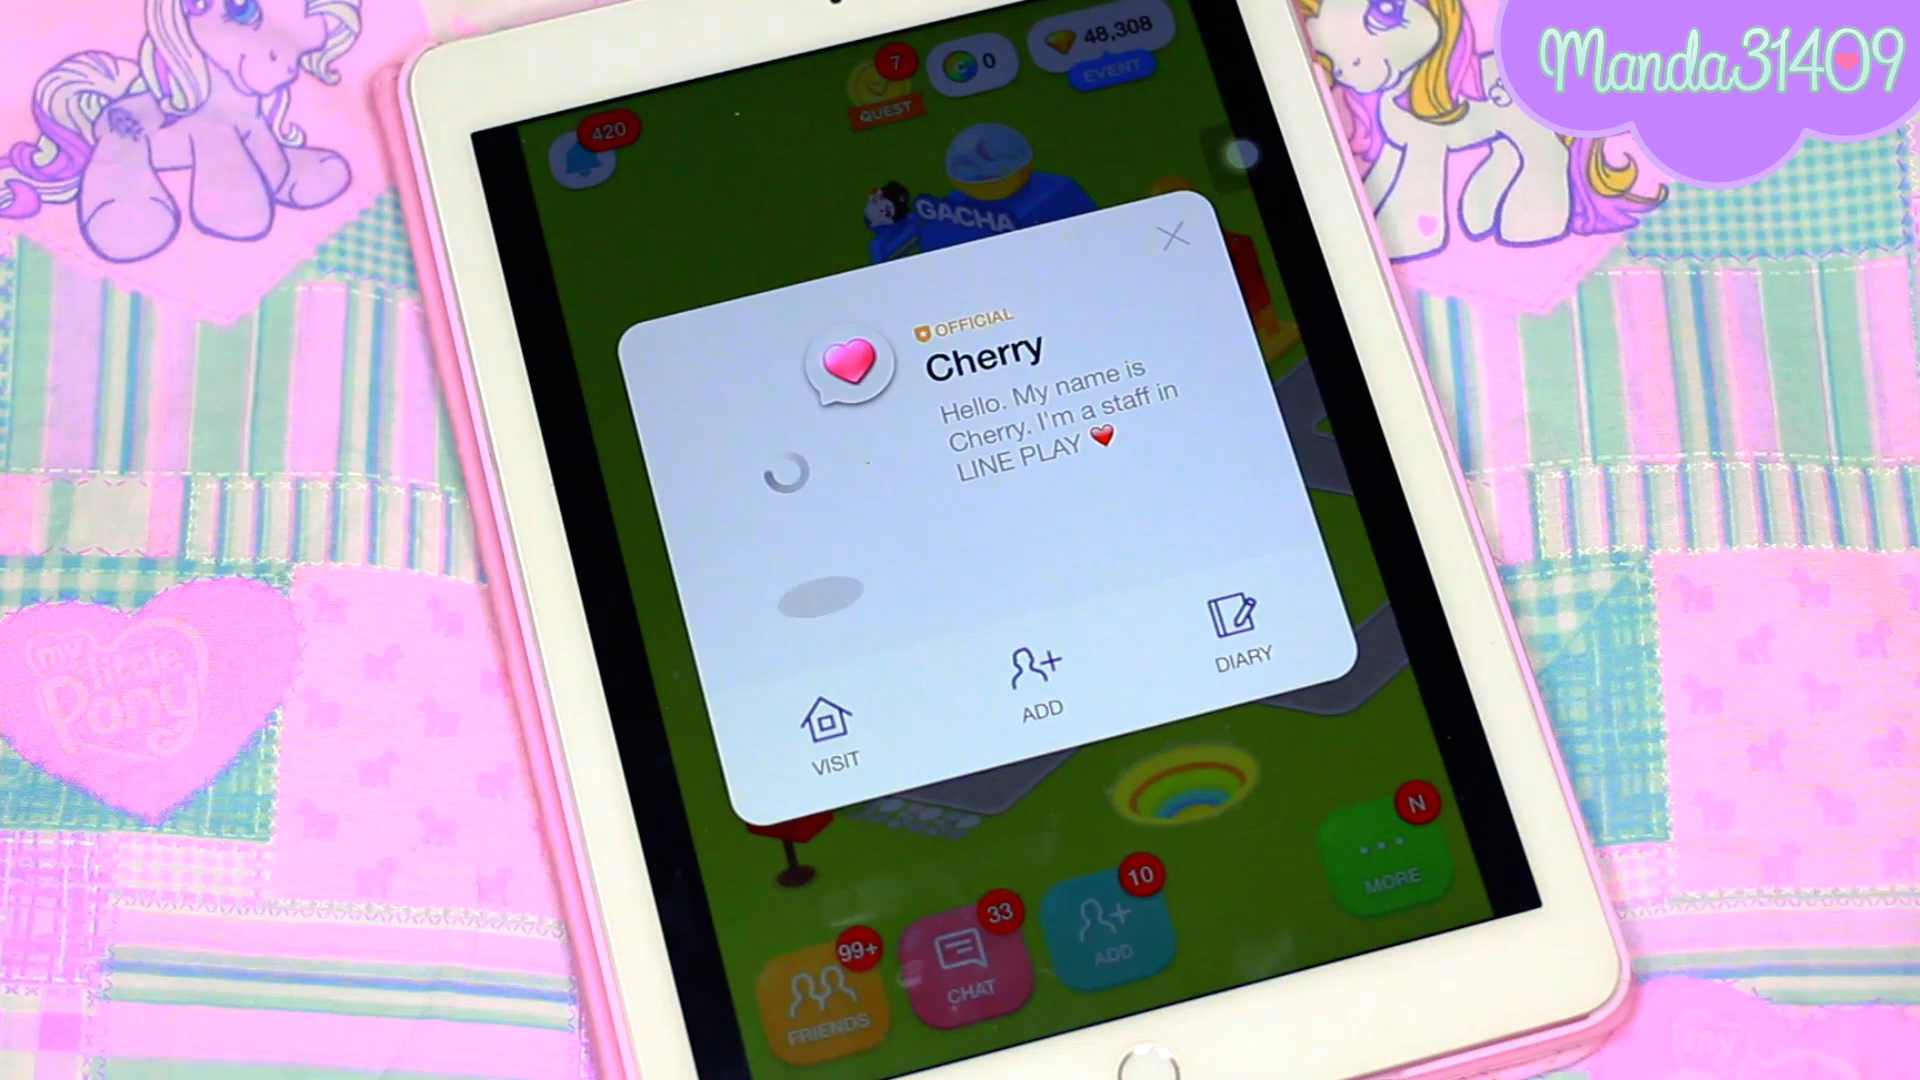 Manda31409
48,308
7
0
EVENT
QUEST
420
GACHA
OFFICIAL
Cherry
Hello. My name is
Cherry. I'm a staff in
LINE PLAY ❤
DIARY
ADD
VISIT
my
little
Pony
N
MORE
10
ADD
33
CHAT
99+
FRIENDS
my